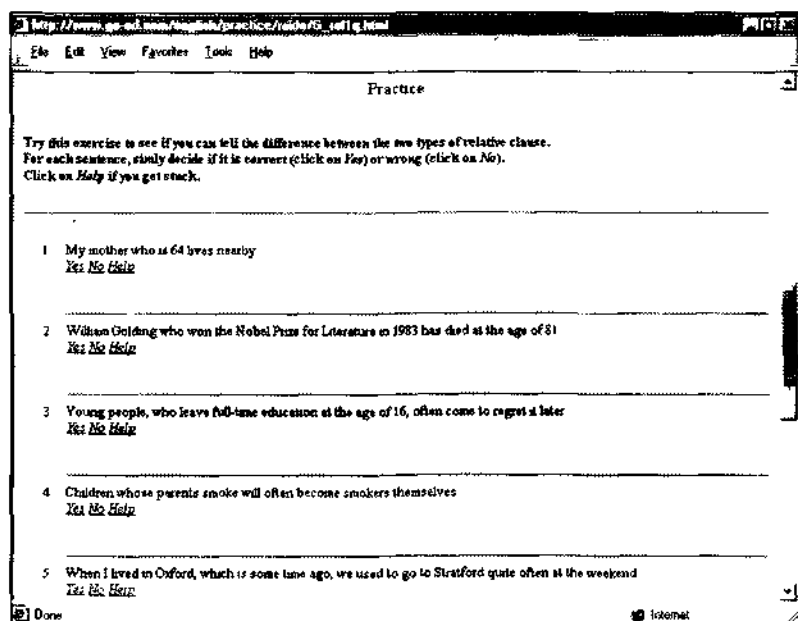 File Edit View Favorites Tools Help
Practice
Try this exercise to see if you can tell the difference between the two types of relative clause.
For each sentence, simly decide if it is correct (click on Yes) or wrong (click on No).
Click on Help if you get stuck.
1 My mother who is 64 lives nearby
Yes No Help
2 William Golding who won the Nobel Prize for Literature in 1983 has died at the age of 81
Yes No Help
3 Young people, who leave full-time education at the age of 16, often come to regret it later
Yes No Help
4 Children whose parents smoke will often become smokers themselves
Yes No Help
5 When I lived in Oxford, which is some time ago, we used to go to Stratford quite often at the weekend
Yes No Help
Done Internet